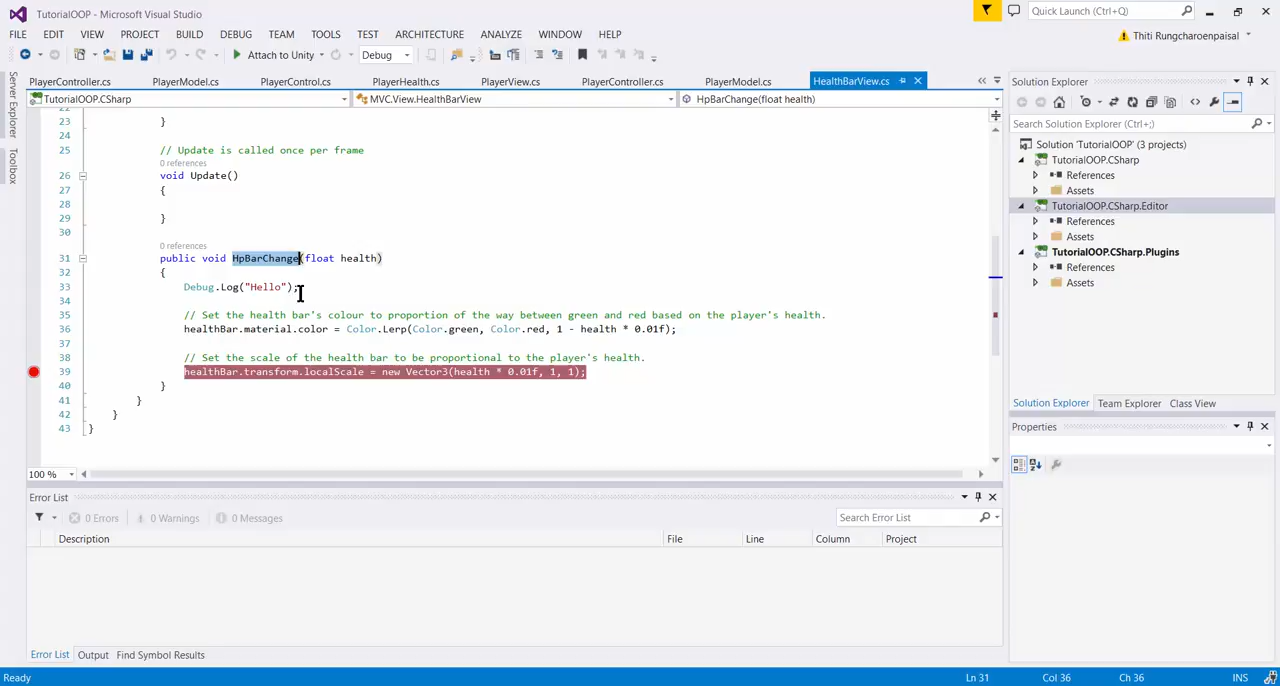 TutorialOOP - Microsoft Visual Studio
Quick Launch (Ctrl+Q)
FILE EDIT VIEW PROJECT BUILD DEBUG TEAM TOOLS TEST ARCHITECTURE ANALYZE WINDOW HELP
Thiti Rungcharoenpaisal
Attach to Unity Debug
Server Explorer
Toolbox
PlayerController.cs PlayerModel.cs PlayerControl.cs PlayerHealth.cs PlayerView.cs PlayerController.cs PlayerModel.cs HealthBarView.cs
TutorialOOP.CSharp MVC.View.HealthBarView HpBarChange(float health)
22
23 }
24
25 // Update is called once per frame
0 references
26 void Update()
27 {
28
29 }
30
0 references
31 public void HpBarChange(float health)
32 {
33 Debug.Log("Hello");
34
35 // Set the health bar's colour to proportion of the way between green and red based on the player's health.
36 healthBar.material.color = Color.Lerp(Color.green, Color.red, 1 - health * 0.01f);
37
38 // Set the scale of the health bar to be proportional to the player's health.
39 healthBar.transform.localScale = new Vector3(health * 0.01f, 1, 1);
40 }
41 }
42 }
43 }
100 %
Error List
0 Errors 0 Warnings 0 Messages
Search Error List
Description File Line Column Project
Error List Output Find Symbol Results
Solution Explorer
Search Solution Explorer (Ctrl+;)
Solution 'TutorialOOP' (3 projects)
TutorialOOP.CSharp
References
Assets
TutorialOOP.CSharp.Editor
References
Assets
TutorialOOP.CSharp.Plugins
References
Assets
Solution Explorer Team Explorer Class View
Properties
Ready Ln 31 Col 36 Ch 36 INS